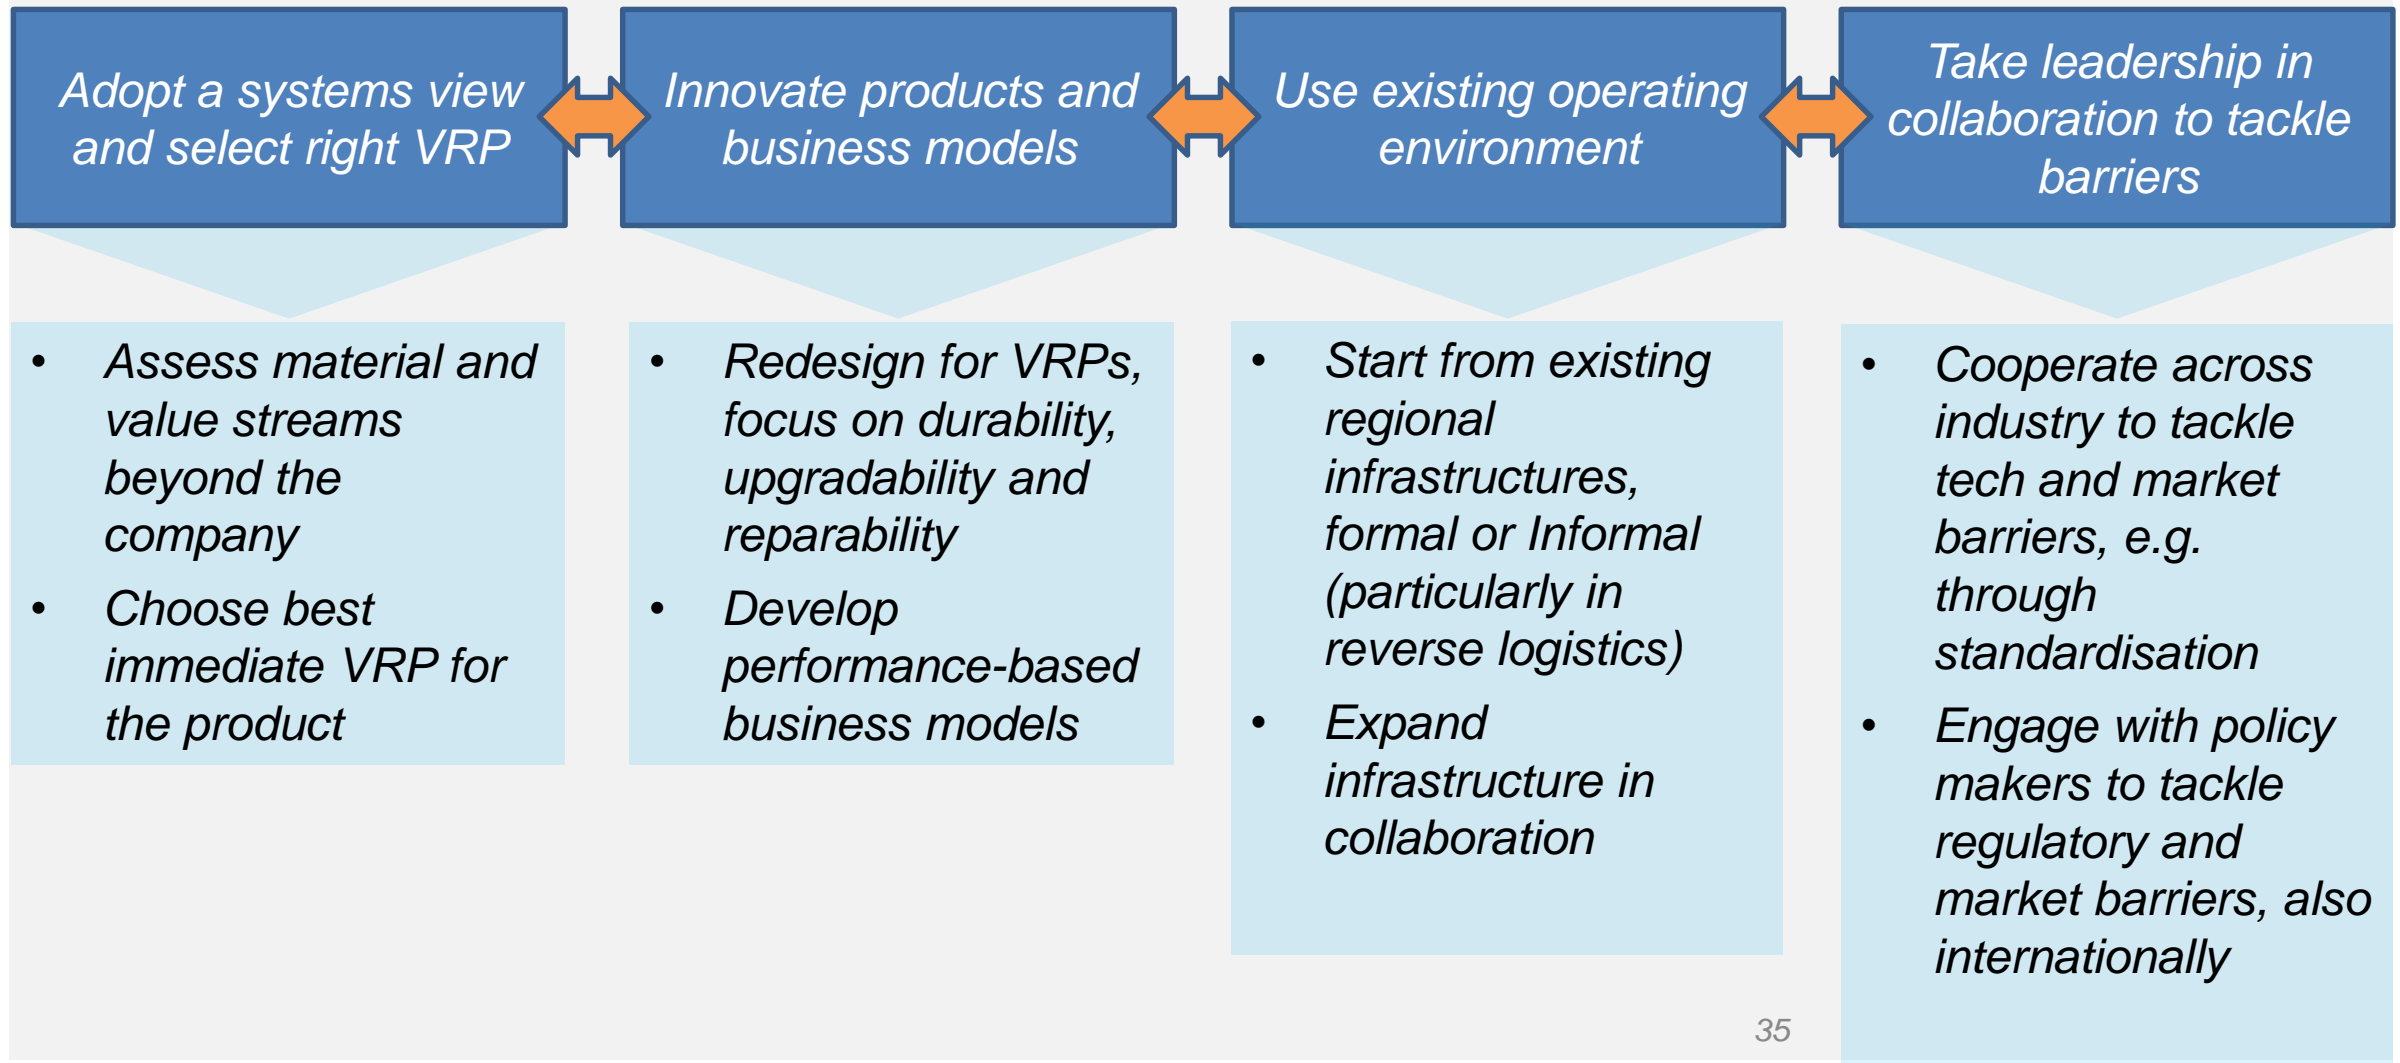 Adopt a systems view
and select right VRP
Innovate products and
business models
Use existing operating
environment
Take leadership in
collaboration to tackle
barriers
• Assess material and
value streams
beyond the
company
• Choose best
immediate VRP for
the product
• Redesign for VRPs,
focus on durability,
upgradability and
reparability
• Develop
performance-based
business models
• Start from existing
regional
infrastructures,
formal or Informal
(particularly in
reverse logistics)
• Expand
infrastructure in
collaboration
• Cooperate across
industry to tackle
tech and market
barriers, e.g.
through
standardisation
• Engage with policy
makers to tackle
regulatory and
market barriers, also
internationally
35